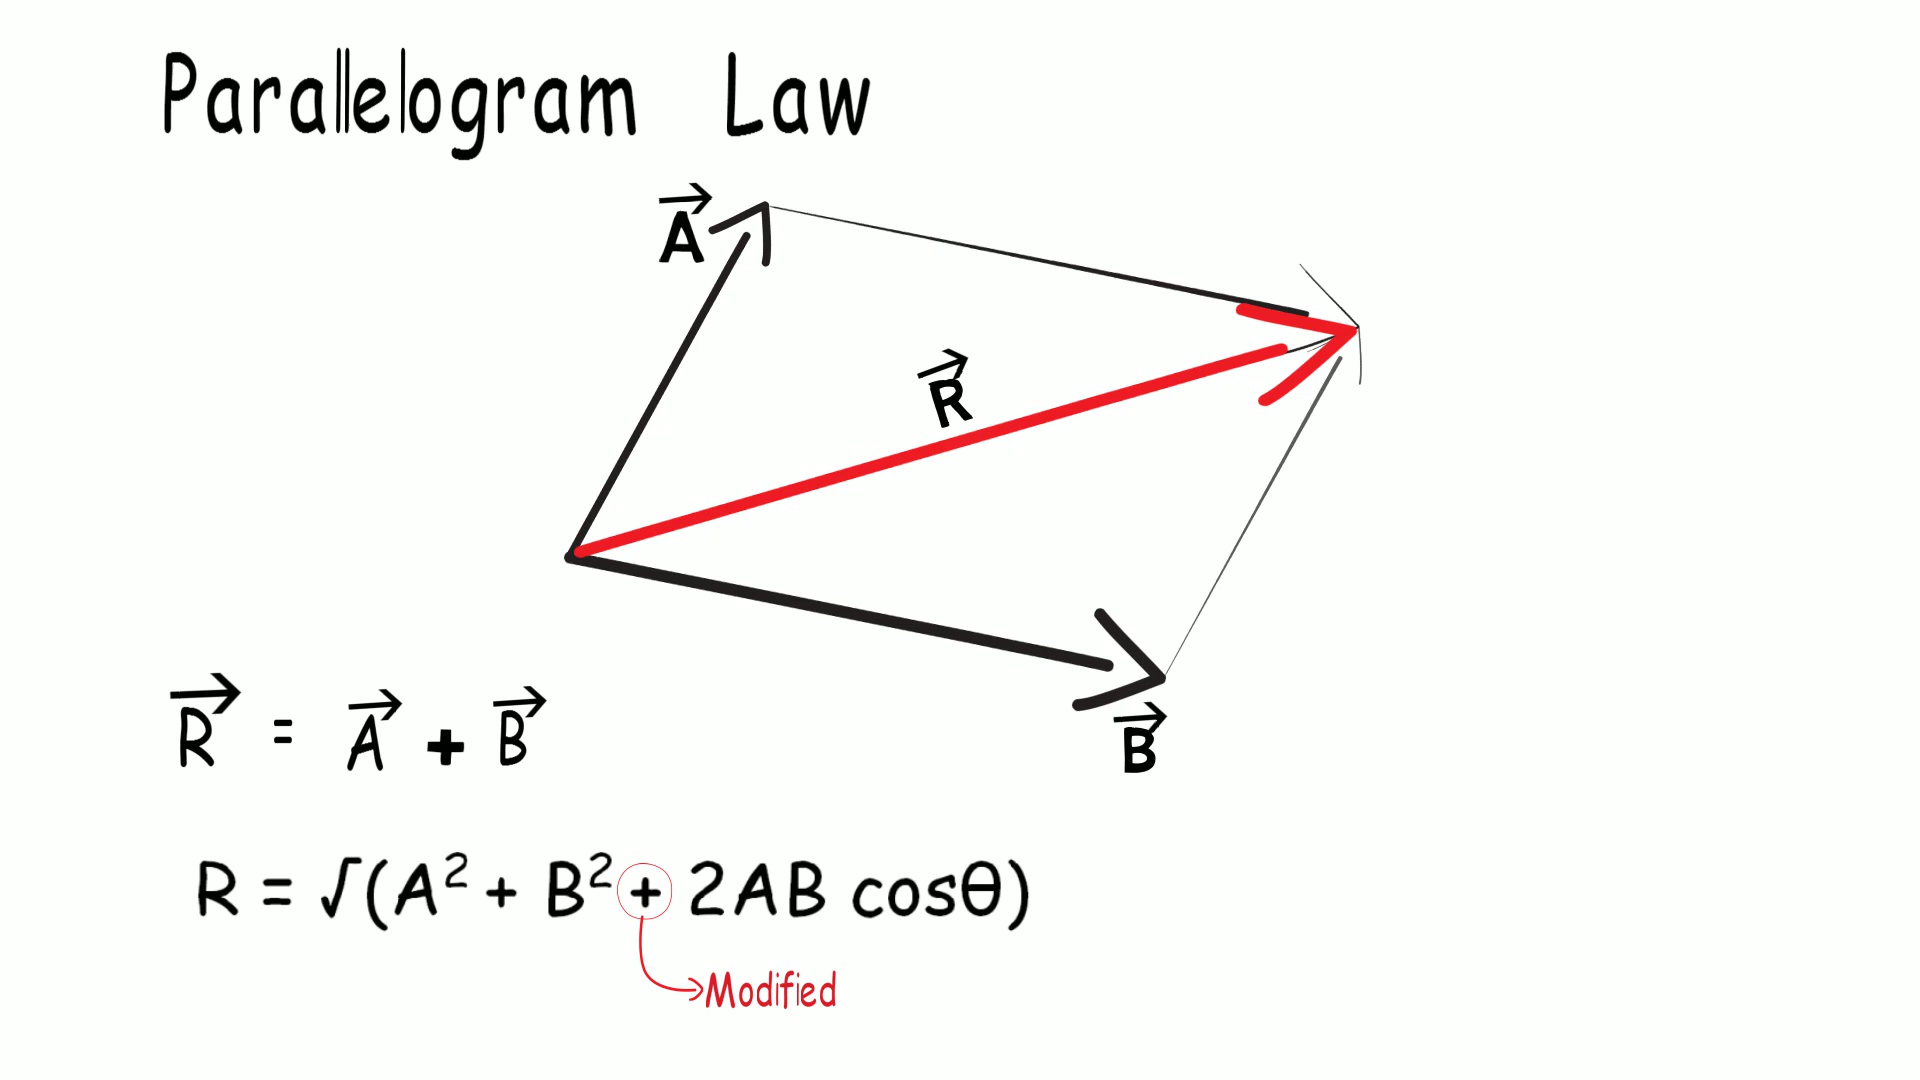 Parallelogram Law
A⃗
R⃗
B⃗
R⃗ = A⃗ + B⃗
R = √(A² + B² + 2AB cosθ)
Modified